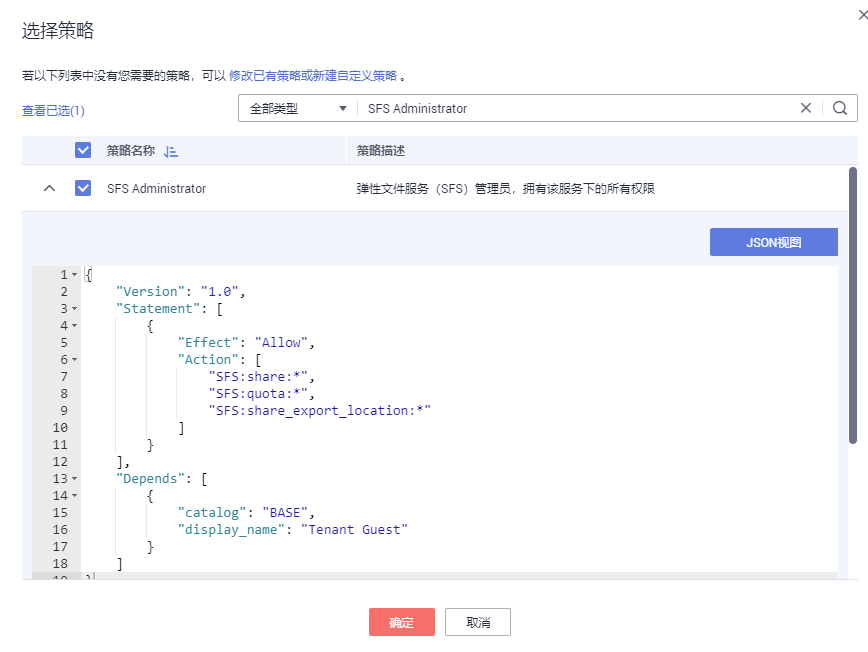 选择策略
若以下列表中没有您需要的策略，可以 修改已有策略或新建自定义策略 。
查看已选(1) 全部类型 SFS Administrator
策略名称 策略描述
SFS Administrator 弹性文件服务（SFS）管理员，拥有该服务下的所有权限
JSON视图
1 {
2 "Version": "1.0",
3 "Statement": [
4 {
5 "Effect": "Allow",
6 "Action": [
7 "SFS:share:*",
8 "SFS:quota:*",
9 "SFS:share_export_location:*"
10 ]
11 }
12 ],
13 "Depends": [
14 {
15 "catalog": "BASE",
16 "display_name": "Tenant Guest"
17 }
18 ]
19 }
确定 取消